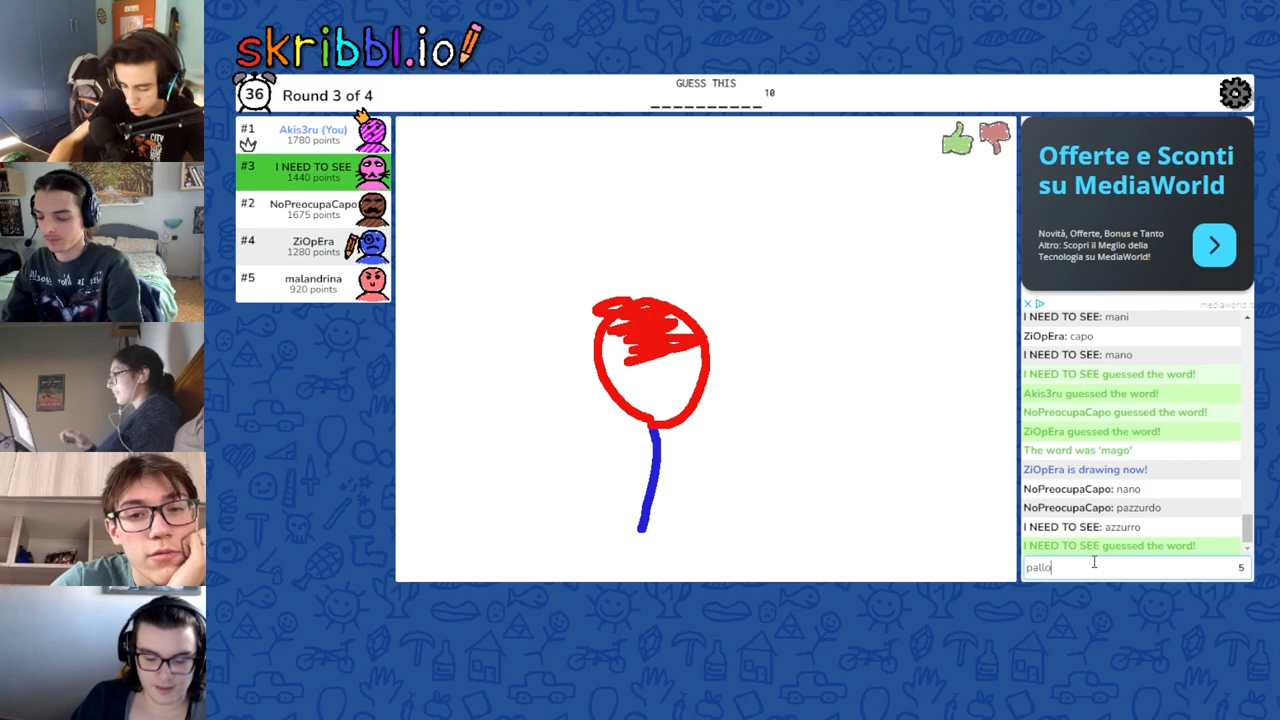 skribbl.io
36
Round 3 of 4
GUESS THIS
__________ 10
#1 Akis3ru (You)
1780 points
#3 I NEED TO SEE
1440 points
#2 NoPreocupaCapo
1675 points
#4 ZiOpEra
1280 points
#5 malandrina
920 points
Offerte e Sconti
su MediaWorld
Novità, Offerte, Bonus e Tanto
Altro: Scopri il Meglio della
Tecnologia su MediaWorld!
I NEED TO SEE: mani
ZiOpEra: capo
I NEED TO SEE: mano
I NEED TO SEE guessed the word!
Akis3ru guessed the word!
NoPreocupaCapo guessed the word!
ZiOpEra guessed the word!
The word was 'mago'
ZiOpEra is drawing now!
NoPreocupaCapo: nano
NoPreocupaCapo: pazzurdo
I NEED TO SEE: azzurro
I NEED TO SEE guessed the word!
pallo 5